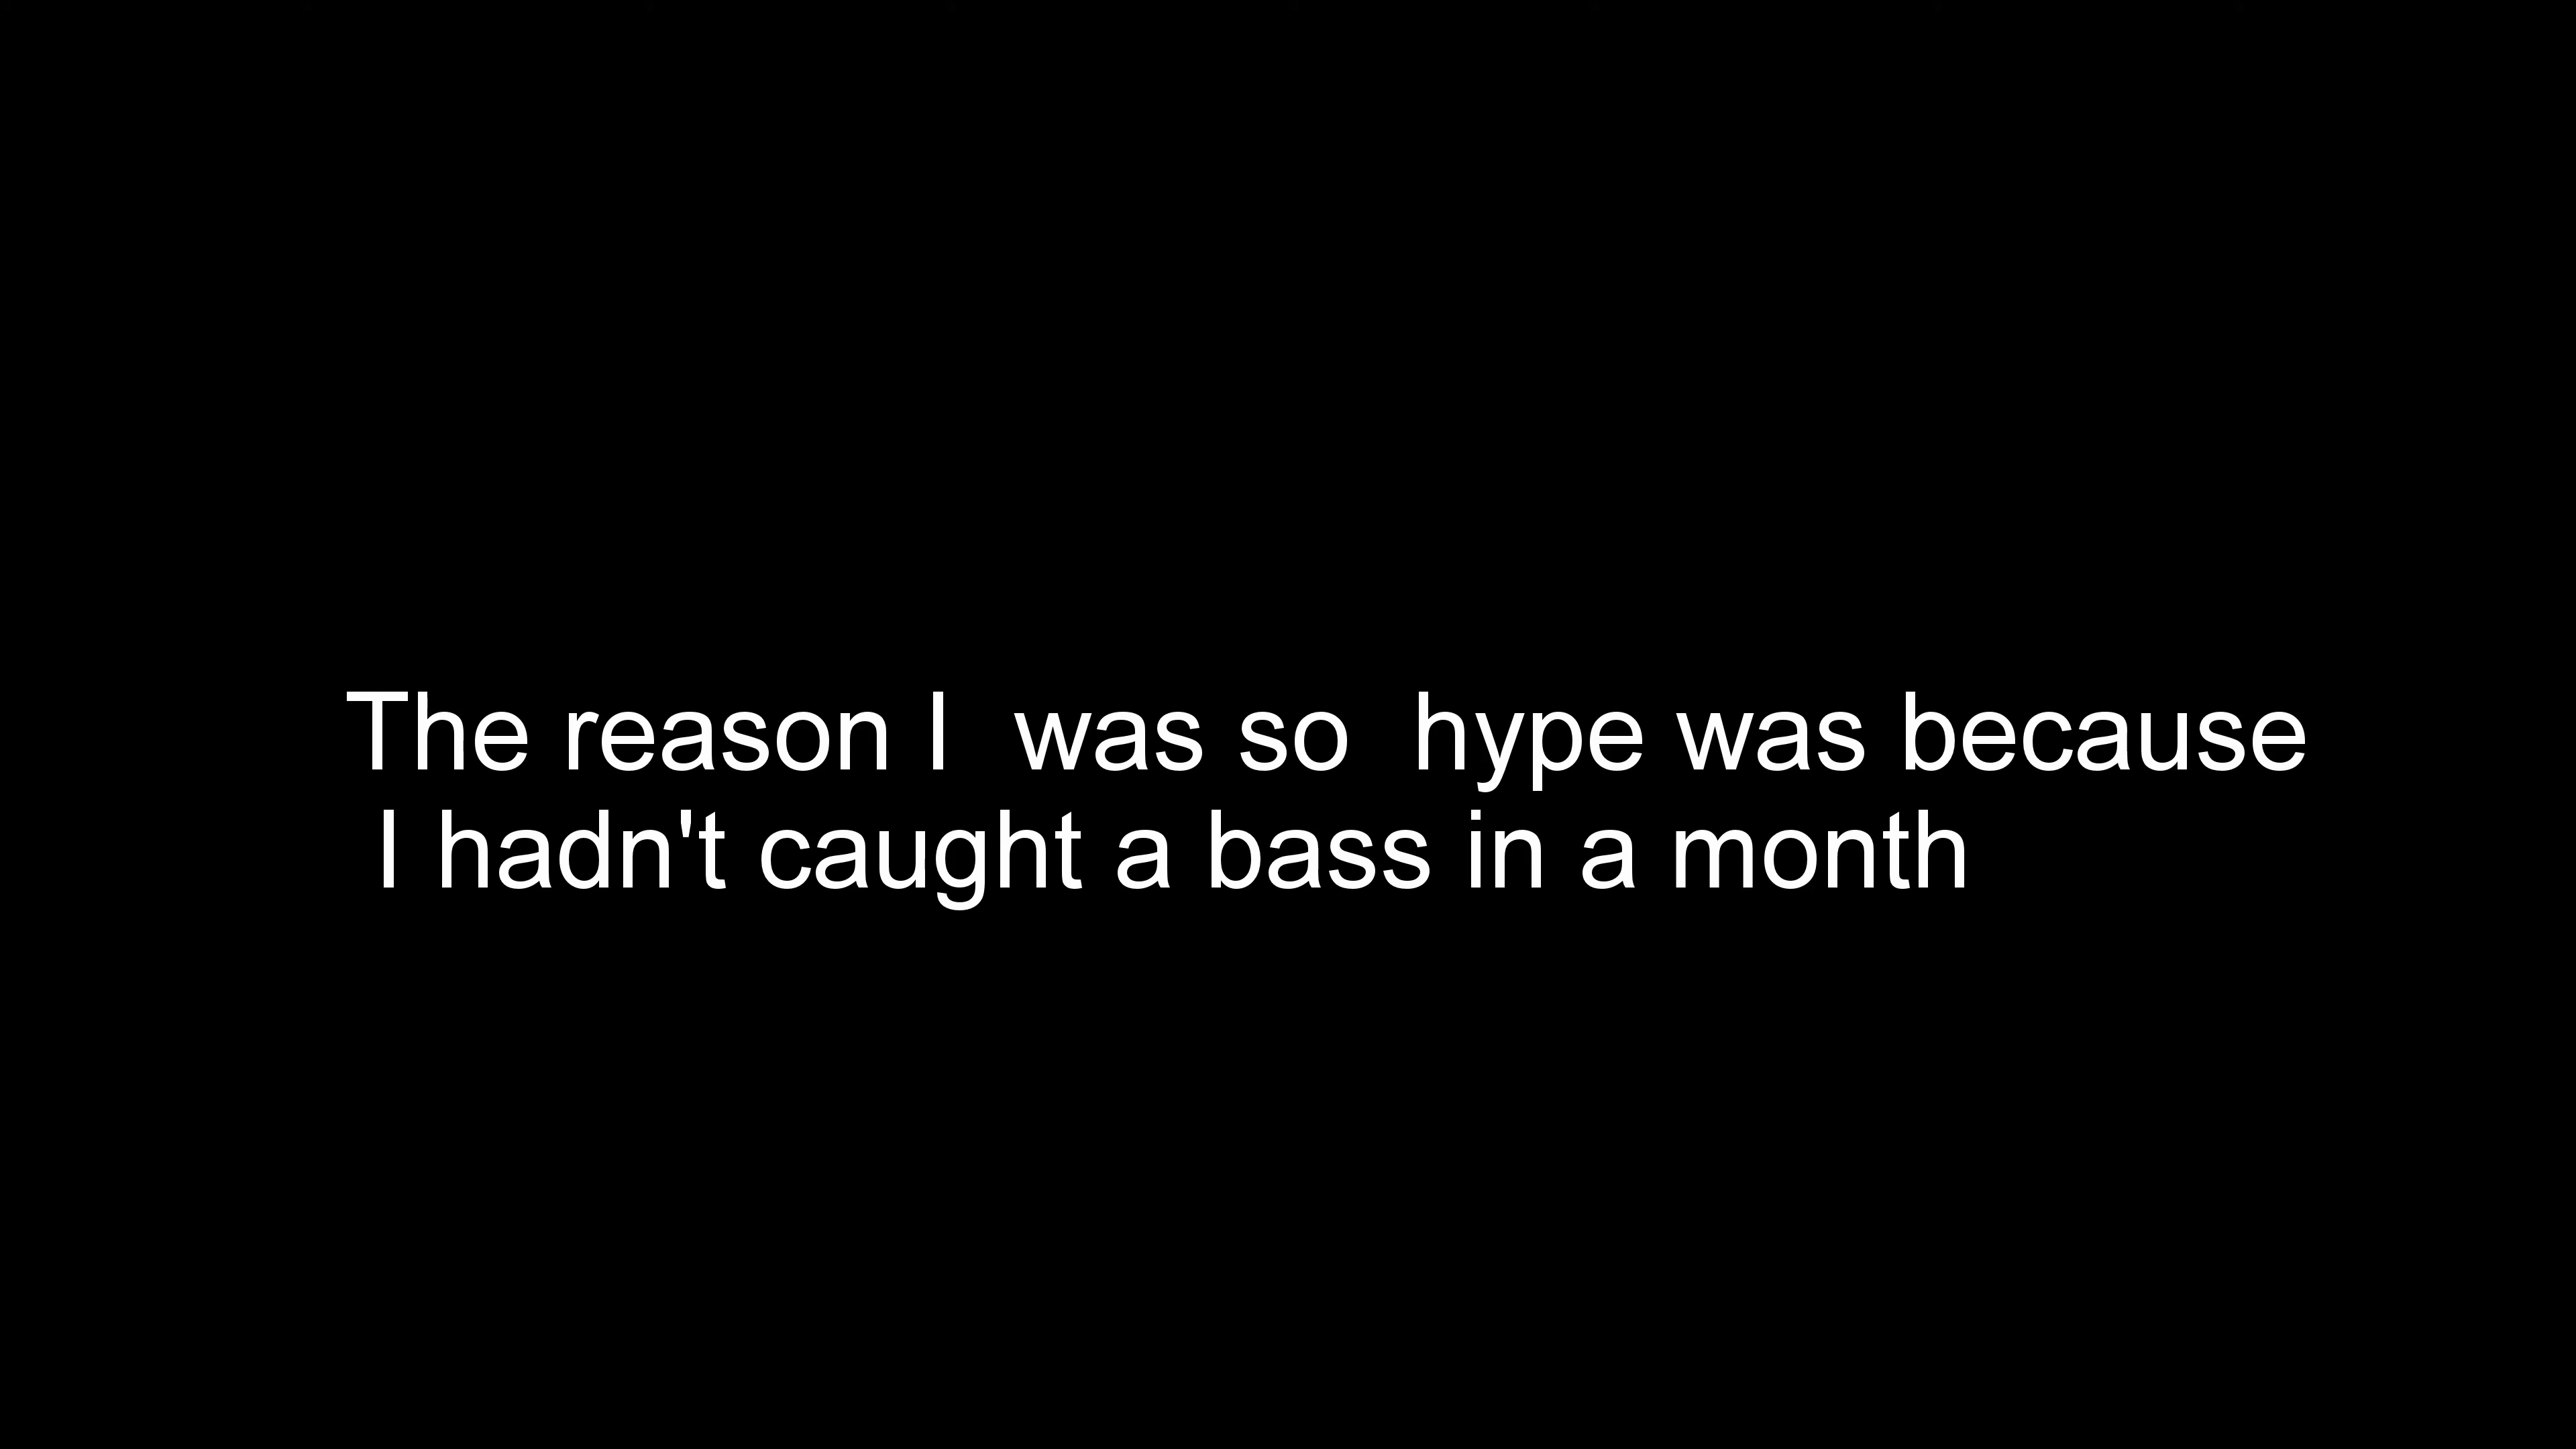 The reason I  was so  hype was because
I hadn't caught a bass in a month